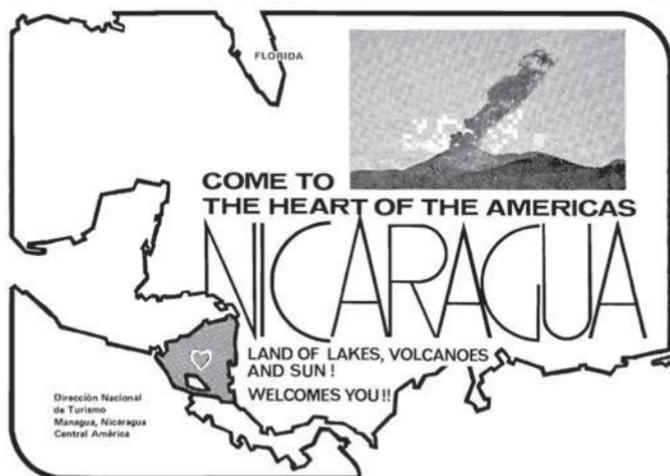 FLORIDA
COME TO
THE HEART OF THE AMERICAS
NICARAGUA
LAND OF LAKES, VOLCANOES
AND SUN !
WELCOMES YOU!!
Dirección Nacional
de Turismo
Managua, Nicaragua
Central América